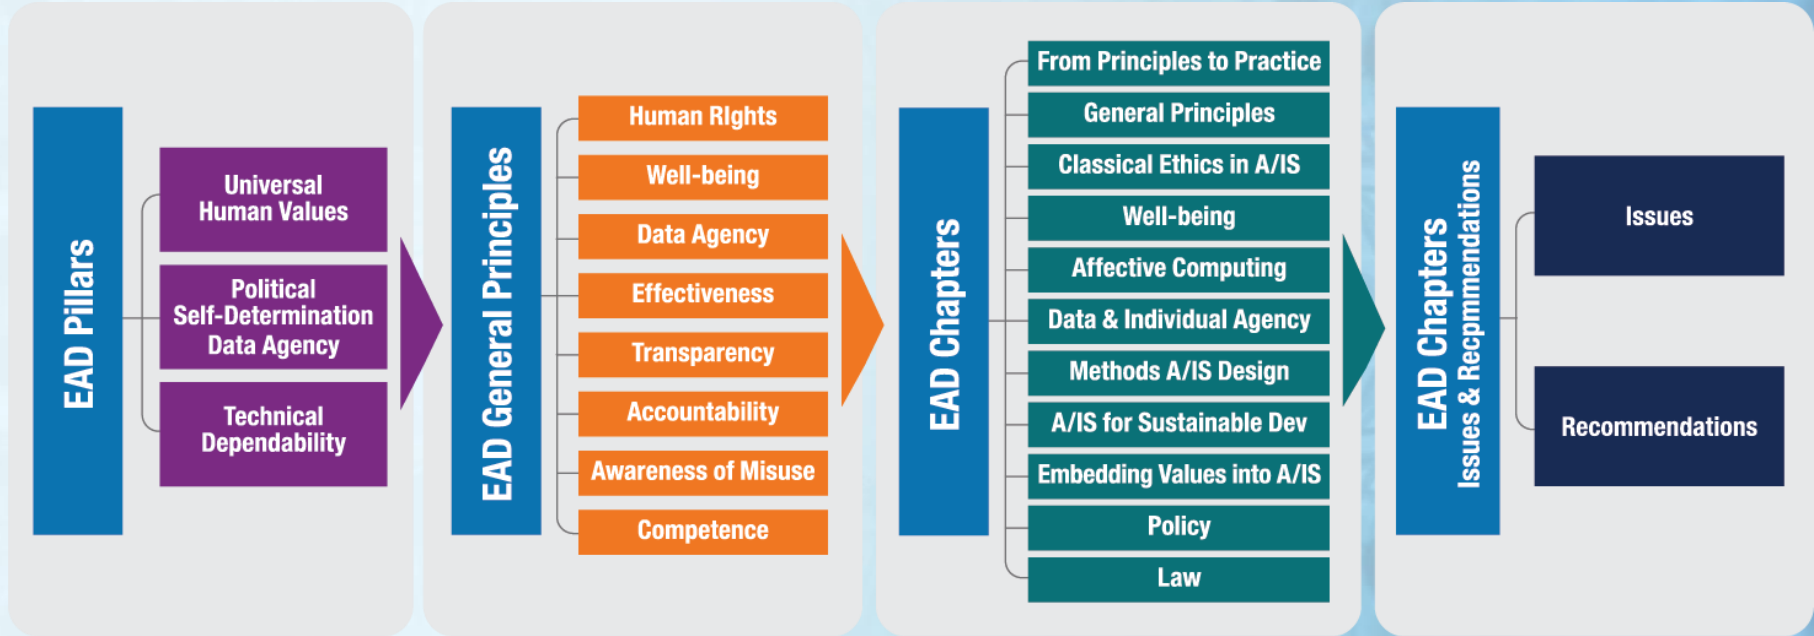 EAD Pillars
Universal
Human Values
Political
Self-Determination
Data Agency
Technical
Dependability
EAD General Principles
Human RIghts
Well-being
Data Agency
Effectiveness
Transparency
Accountability
Awareness of Misuse
Competence
EAD Chapters
From Principles to Practice
General Principles
Classical Ethics in A/IS
Well-being
Affective Computing
Data & Individual Agency
Methods A/IS Design
A/IS for Sustainable Dev
Embedding Values into A/IS
Policy
Law
EAD Chapters
Issues & Recpmmendations
Issues
Recommendations